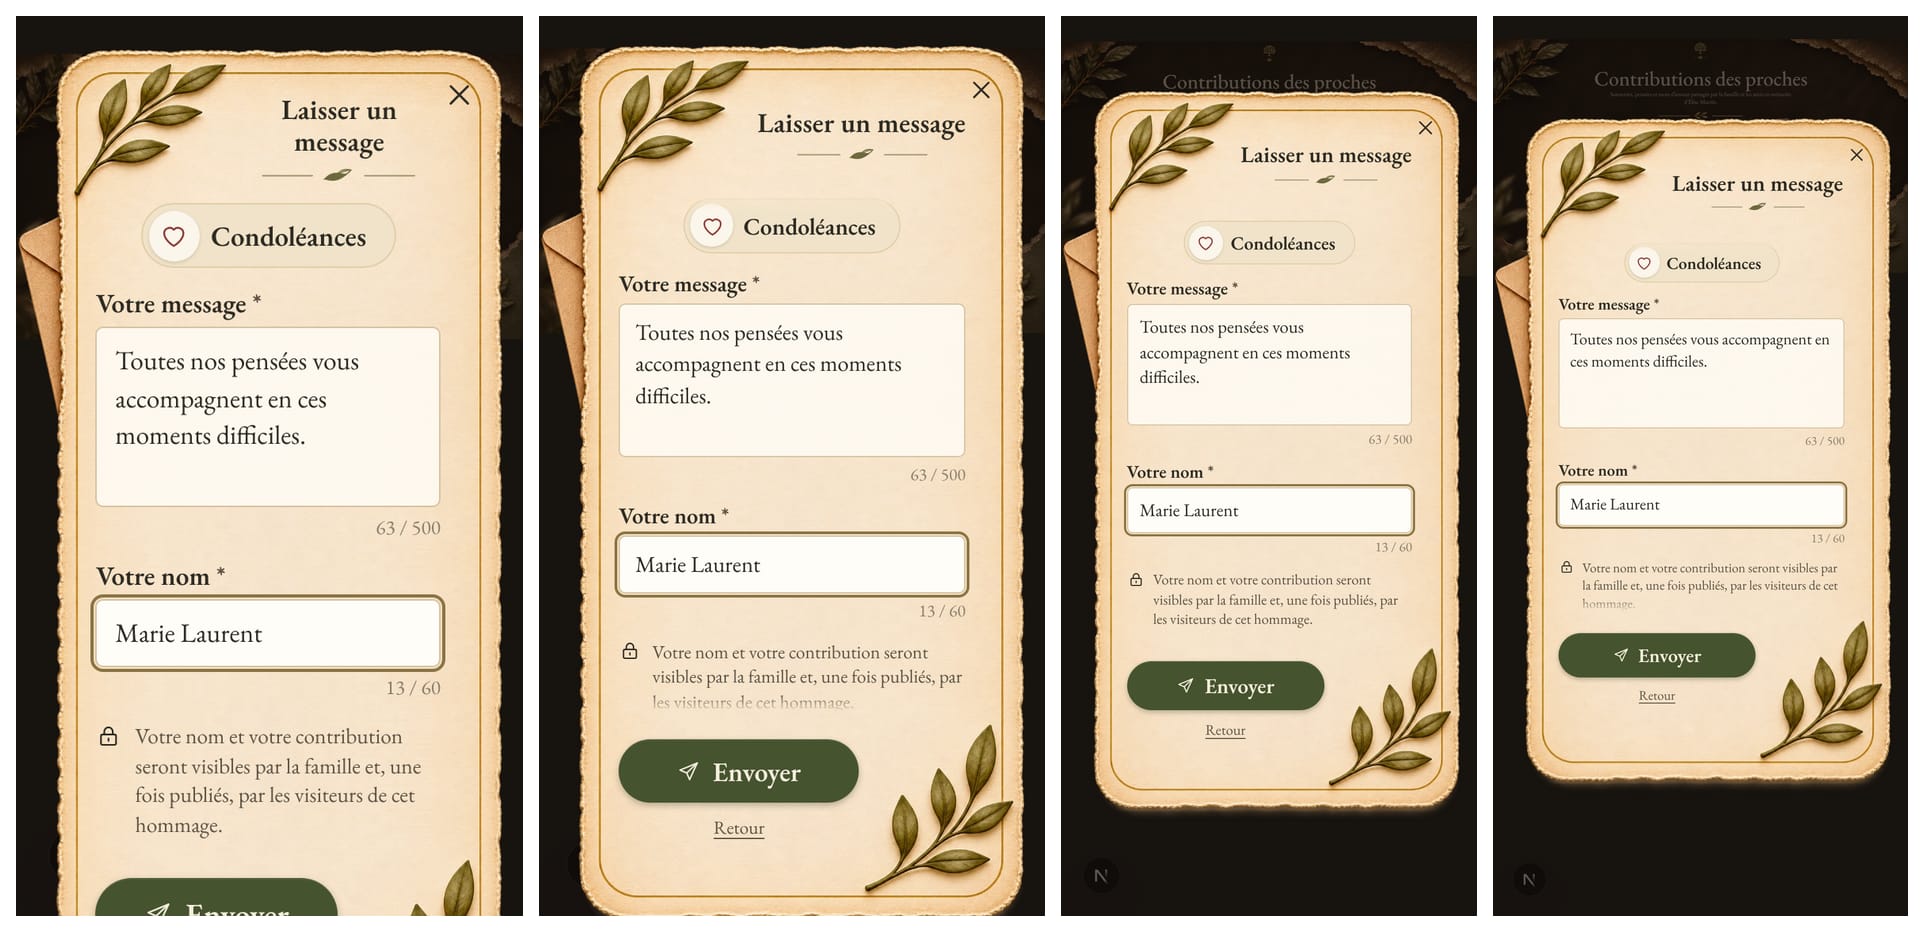 Laisser un
message
Condoléances
Votre message *
Toutes nos pensées vous
accompagnent en ces
moments difficiles.
63 / 500
Votre nom *
Marie Laurent
13 / 60
Votre nom et votre contribution
seront visibles par la famille et, une
fois publiés, par les visiteurs de cet
hommage.
Envoyer
Laisser un message
Condoléances
Votre message *
Toutes nos pensées vous
accompagnent en ces moments
difficiles.
63 / 500
Votre nom *
Marie Laurent
13 / 60
Votre nom et votre contribution seront
visibles par la famille et, une fois publiés, par
les visiteurs de cet hommage.
Envoyer
Retour
Contributions des proches
Laisser un message
Condoléances
Votre message *
Toutes nos pensées vous
accompagnent en ces moments
difficiles.
63 / 500
Votre nom *
Marie Laurent
13 / 60
Votre nom et votre contribution seront
visibles par la famille et, une fois publiés, par
les visiteurs de cet hommage.
Envoyer
Retour
N
Contributions des proches
Laisser un message
Condoléances
Votre message *
Toutes nos pensées vous accompagnent en
ces moments difficiles.
63 / 500
Votre nom *
Marie Laurent
13 / 60
Votre nom et votre contribution seront visibles par
la famille et, une fois publiés, par les visiteurs de cet
hommage.
Envoyer
Retour
N